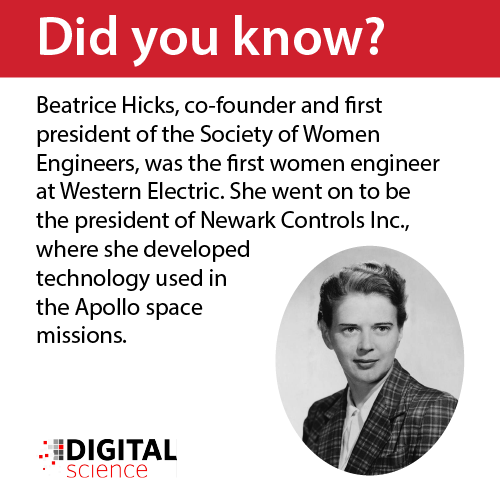 Did you know?
Beatrice Hicks, co-founder and first
president of the Society of Women
Engineers, was the first women engineer
at Western Electric. She went on to be
the president of Newark Controls Inc.,
where she developed
technology used in
the Apollo space
missions.
DIGITAL
science